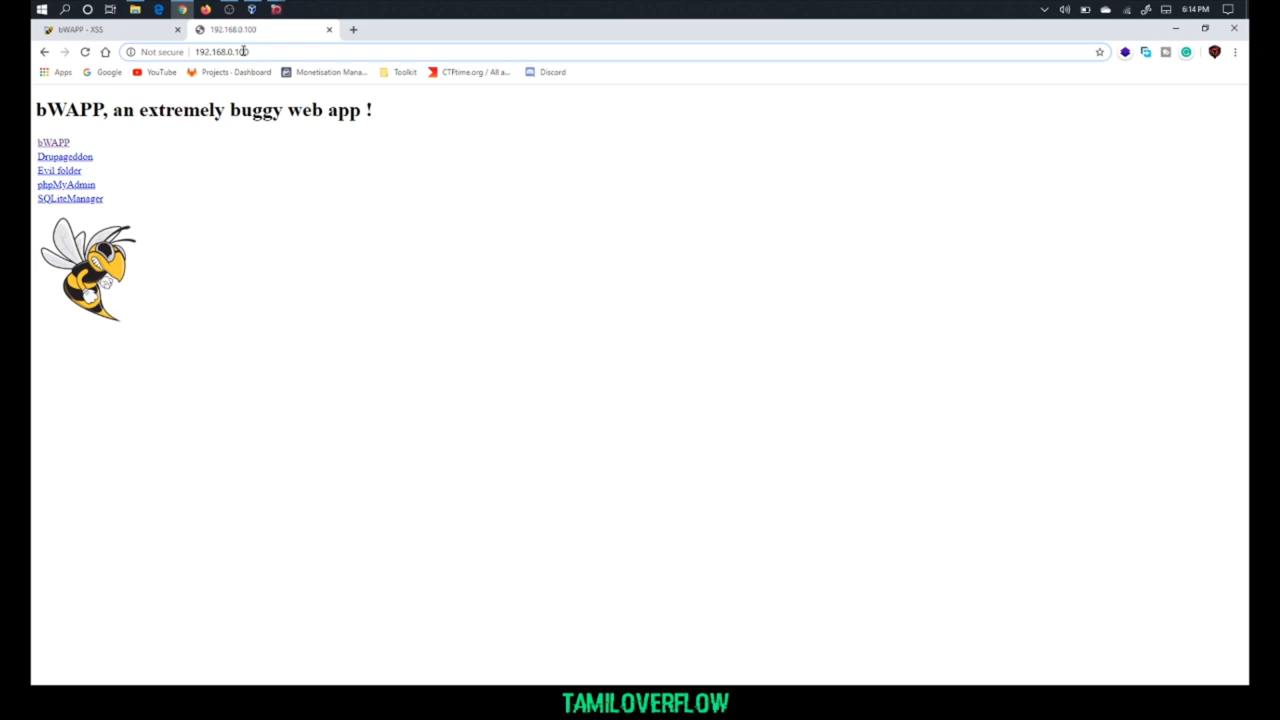 6:14 PM
bWAPP - XSS
192.168.0.100
Not secure
192.168.0.100
Apps
Google
YouTube
Projects · Dashboard
Monetisation Mana...
Toolkit
CTFtime.org / All a...
Discord
bWAPP, an extremely buggy web app !
bWAPP
Drupageddon
Evil folder
phpMyAdmin
SQLiteManager
TAMILOVERFLOW